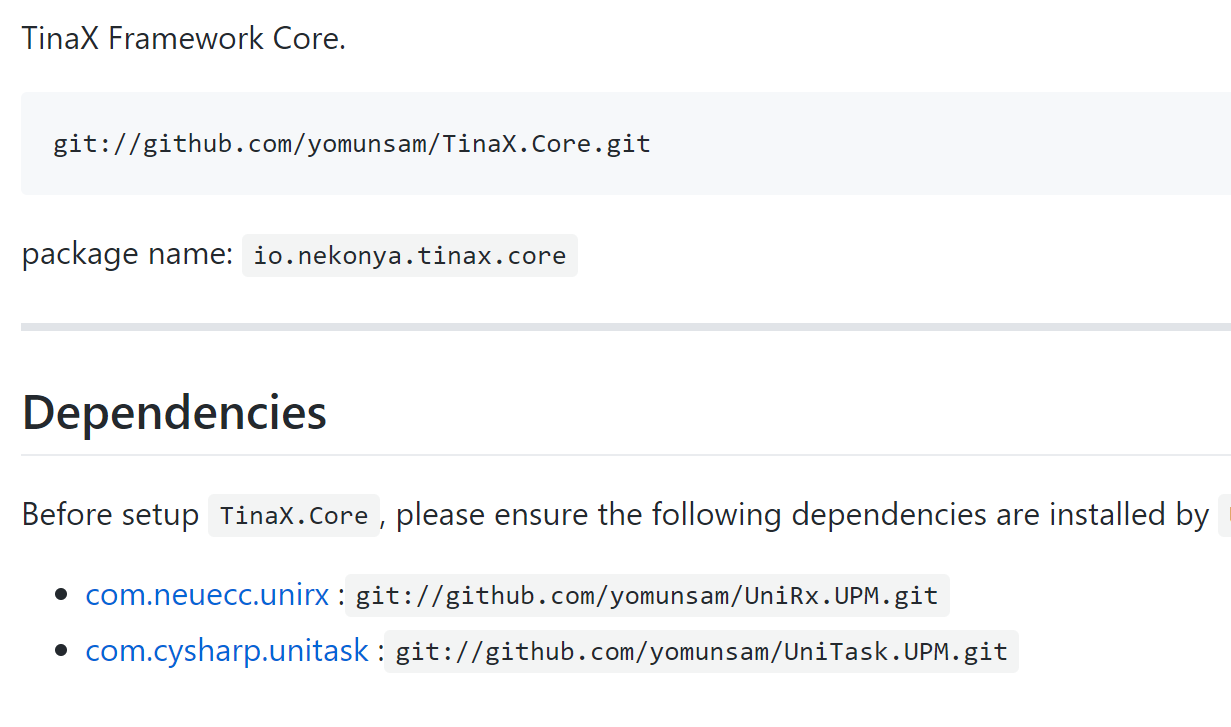 TinaX Framework Core.
git://github.com/yomunsam/TinaX.Core.git
package name: io.nekonya.tinax.core
Dependencies
Before setup TinaX.Core, please ensure the following dependencies are installed by
com.neuecc.unirx : git://github.com/yomunsam/UniRx.UPM.git
com.cysharp.unitask : git://github.com/yomunsam/UniTask.UPM.git